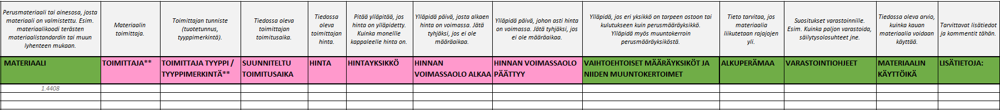 Perusmateriaali tai ainesosa, josta
materiaali on valmistettu. Esim.
materiaalikoodi terästen
materiaalistandardin tai muun
lyhenteen mukaan.
Materiaalin
toimittaja.
Toimittajan tunniste
(tuotetunnus,
tyyppimerkintä).
Tiedossa oleva
toimittajan
toimitusaika.
Tiedossa
oleva
toimittajan
hinta.
Pitää ylläpitää, jos
hinta on ylläpidetty.
Kuinka monellle
kappaleelle hinta on.
Ylläpidä päivä, josta alkaen
hinta on voimassa. Jätä
tyhjäksi, jos ei ole
määräaikaa.
Ylläpidä päivä, johon asti hinta
on voimassa. Jätä tyhjäksi, jos
ei ole määräaikaa.
Ylläpidä, jos eri yksikkö on tarpeen ostoon tai
kulutukseen kuin perusmääräyksikkö.
Ylläpidä myös muuntokerroin
perusmääräyksiköstä.
Tieto tarvitaa, jos
materiaalia
liikutetaan rajajojen
yli.
Suositukset varastoinnille.
Esim. Kuinka paljon varastoida,
säilytysolosuhteet jne.
Tiedossa oleva arvio,
kuinka kauan
materiaalia voidaan
käyttää.
Tarvittavat lisätiedot
ja kommentit tähän.
MATERIAALI
TOIMITTAJA**
TOIMITTAJA TYYPPI /
TYYPPIMERKINTÄ**
SUUNNITELTU
TOIMITUSAIKA
HINTA
HINTAYKSIKKÖ
HINNAN
VOIMASSAOLO ALKAA
HINNAN VOIMASSAOLO
PÄÄTTYY
VAIHTOEHTOISET MÄÄRÄYKSIKÖT JA
NIIDEN MUUNTOKERTOIMET
ALKUPERÄMAA
VARASTOINTIOHJEET
MATERIAALIN
KÄYTTÖIKÄ
LISÄTIETOJA:
1.4408